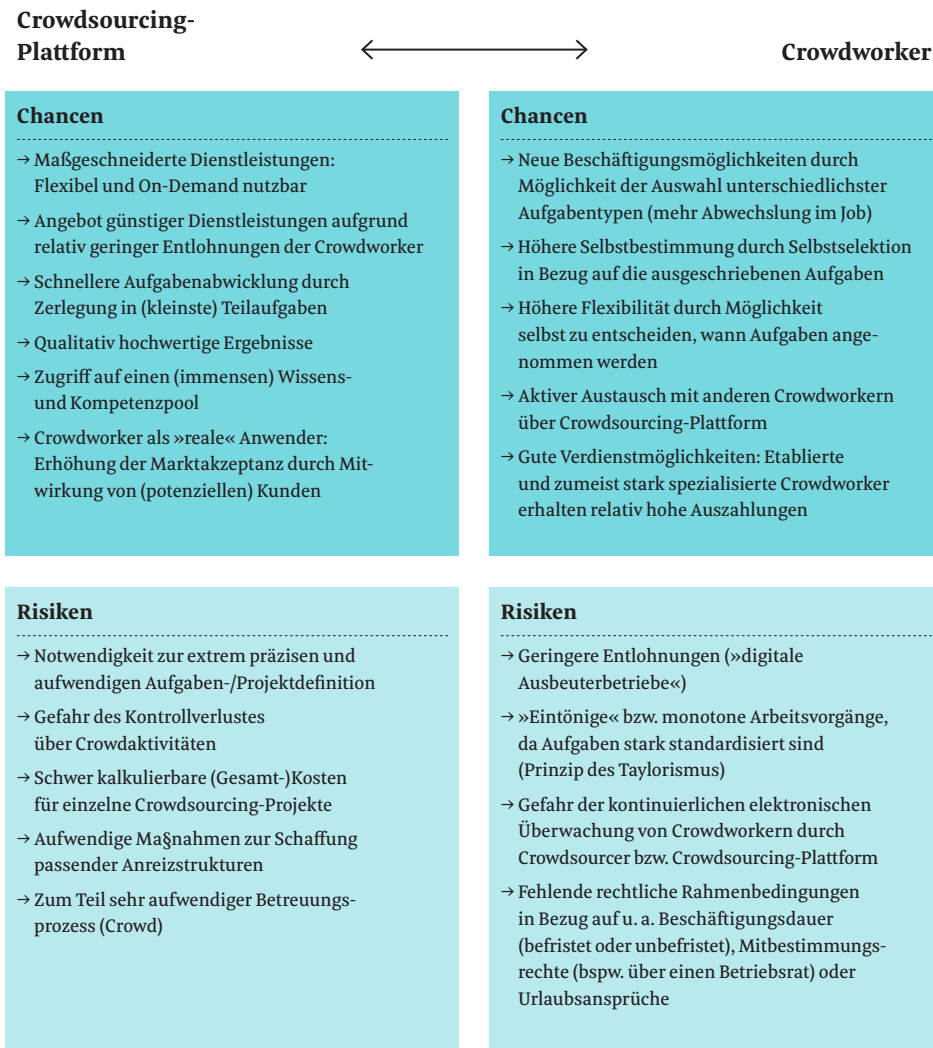 Crowdsourcing-
Plattform
Crowdworker
Chancen
→ Maßgeschneiderte Dienstleistungen:
Flexibel und On-Demand nutzbar
→ Angebot günstiger Dienstleistungen aufgrund
relativ geringer Entlohnungen der Crowdworker
→ Schnellere Aufgabenabwicklung durch
Zerlegung in (kleinste) Teilaufgaben
→ Qualitativ hochwertige Ergebnisse
→ Zugriff auf einen (immensen) Wissens-
und Kompetenzpool
→ Crowdworker als »reale« Anwender:
Erhöhung der Marktakzeptanz durch Mit-
wirkung von (potenziellen) Kunden
Chancen
→ Neue Beschäftigungsmöglichkeiten durch
Möglichkeit der Auswahl unterschiedlichster
Aufgabentypen (mehr Abwechslung im Job)
→ Höhere Selbstbestimmung durch Selbstselektion
in Bezug auf die ausgeschriebenen Aufgaben
→ Höhere Flexibilität durch Möglichkeit
selbst zu entscheiden, wann Aufgaben ange-
nommen werden
→ Aktiver Austausch mit anderen Crowdworkern
über Crowdsourcing-Plattform
→ Gute Verdienstmöglichkeiten: Etablierte
und zumeist stark spezialisierte Crowdworker
erhalten relativ hohe Auszahlungen
Risiken
→ Notwendigkeit zur extrem präzisen und
aufwendigen Aufgaben-/Projektdefinition
→ Gefahr des Kontrollverlustes
über Crowdaktivitäten
→ Schwer kalkulierbare (Gesamt-)Kosten
für einzelne Crowdsourcing-Projekte
→ Aufwendige Ma§nahmen zur Schaffung
passender Anreizstrukturen
→ Zum Teil sehr aufwendiger Betreuungs-
prozess (Crowd)
Risiken
→ Geringere Entlohnungen (»digitale
Ausbeuterbetriebe«)
→ »Eintönige« bzw. monotone Arbeitsvorgänge,
da Aufgaben stark standardisiert sind
(Prinzip des Taylorismus)
→ Gefahr der kontinuierlichen elektronischen
Überwachung von Crowdworkern durch
Crowdsourcer bzw. Crowdsourcing-Plattform
→ Fehlende rechtliche Rahmenbedingungen
in Bezug auf u. a. Beschäftigungsdauer
(befristet oder unbefristet), Mitbestimmungs-
rechte (bspw. über einen Betriebsrat) oder
Urlaubsansprüche